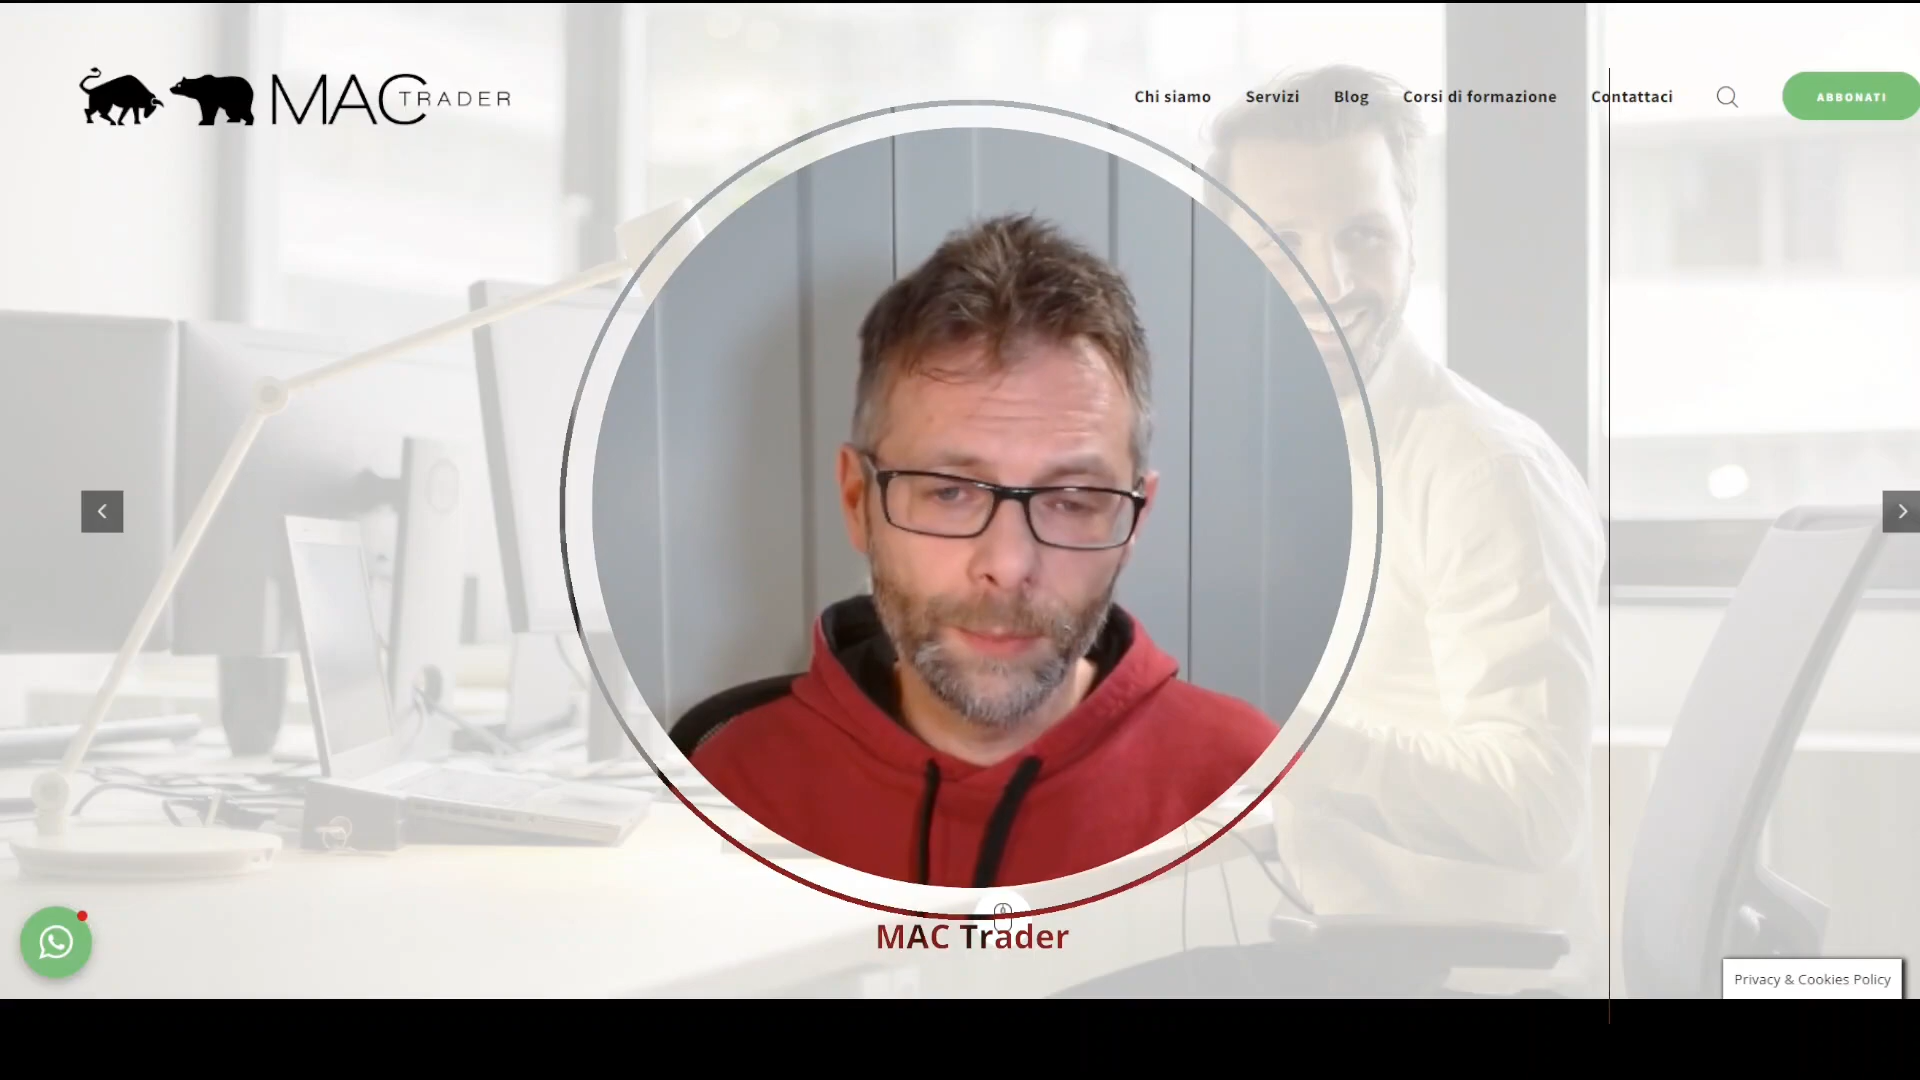 MAC TRADER
Chi siamo Servizi Blog Corsi di formazione Contattaci ABBONATI
MAC Trader
Privacy & Cookies Policy